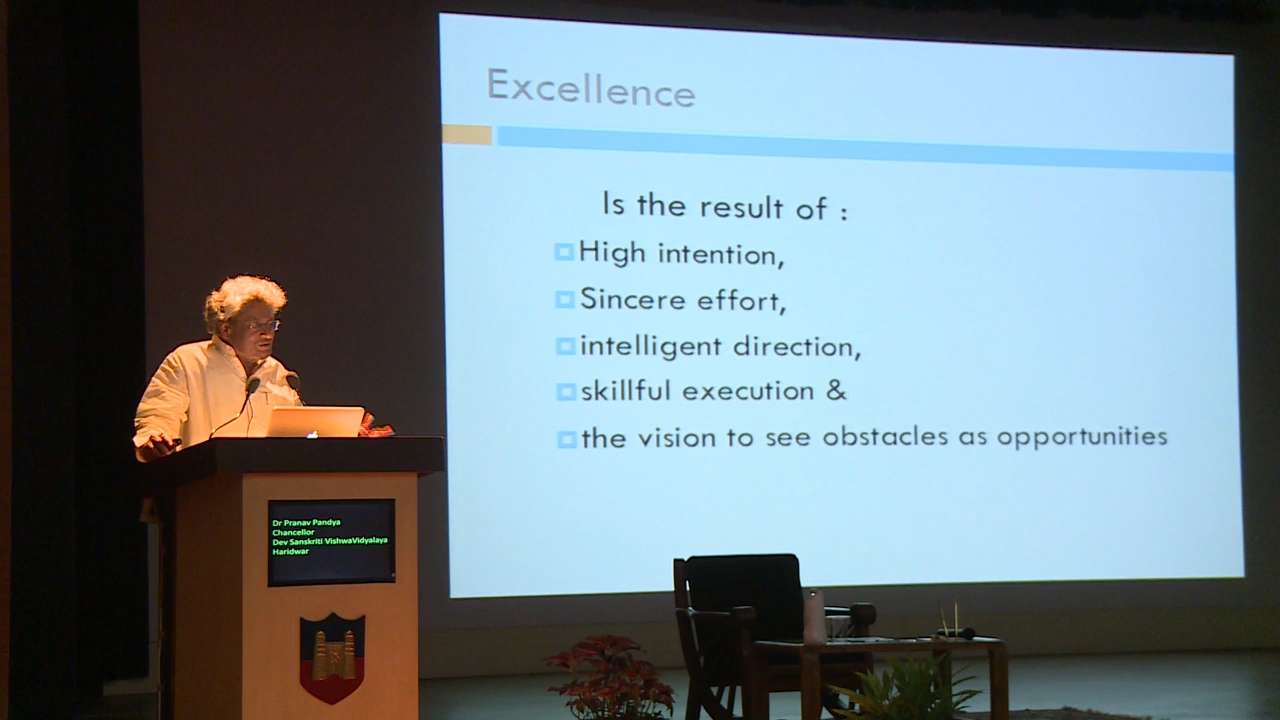 Excellence
Is the result of :
High intention,
Sincere effort,
intelligent direction,
skillful execution &
the vision to see obstacles as opportunities
Dr Pranav Pandya
Chancellor
Dev Sanskriti VishwaVidyalaya
Haridwar